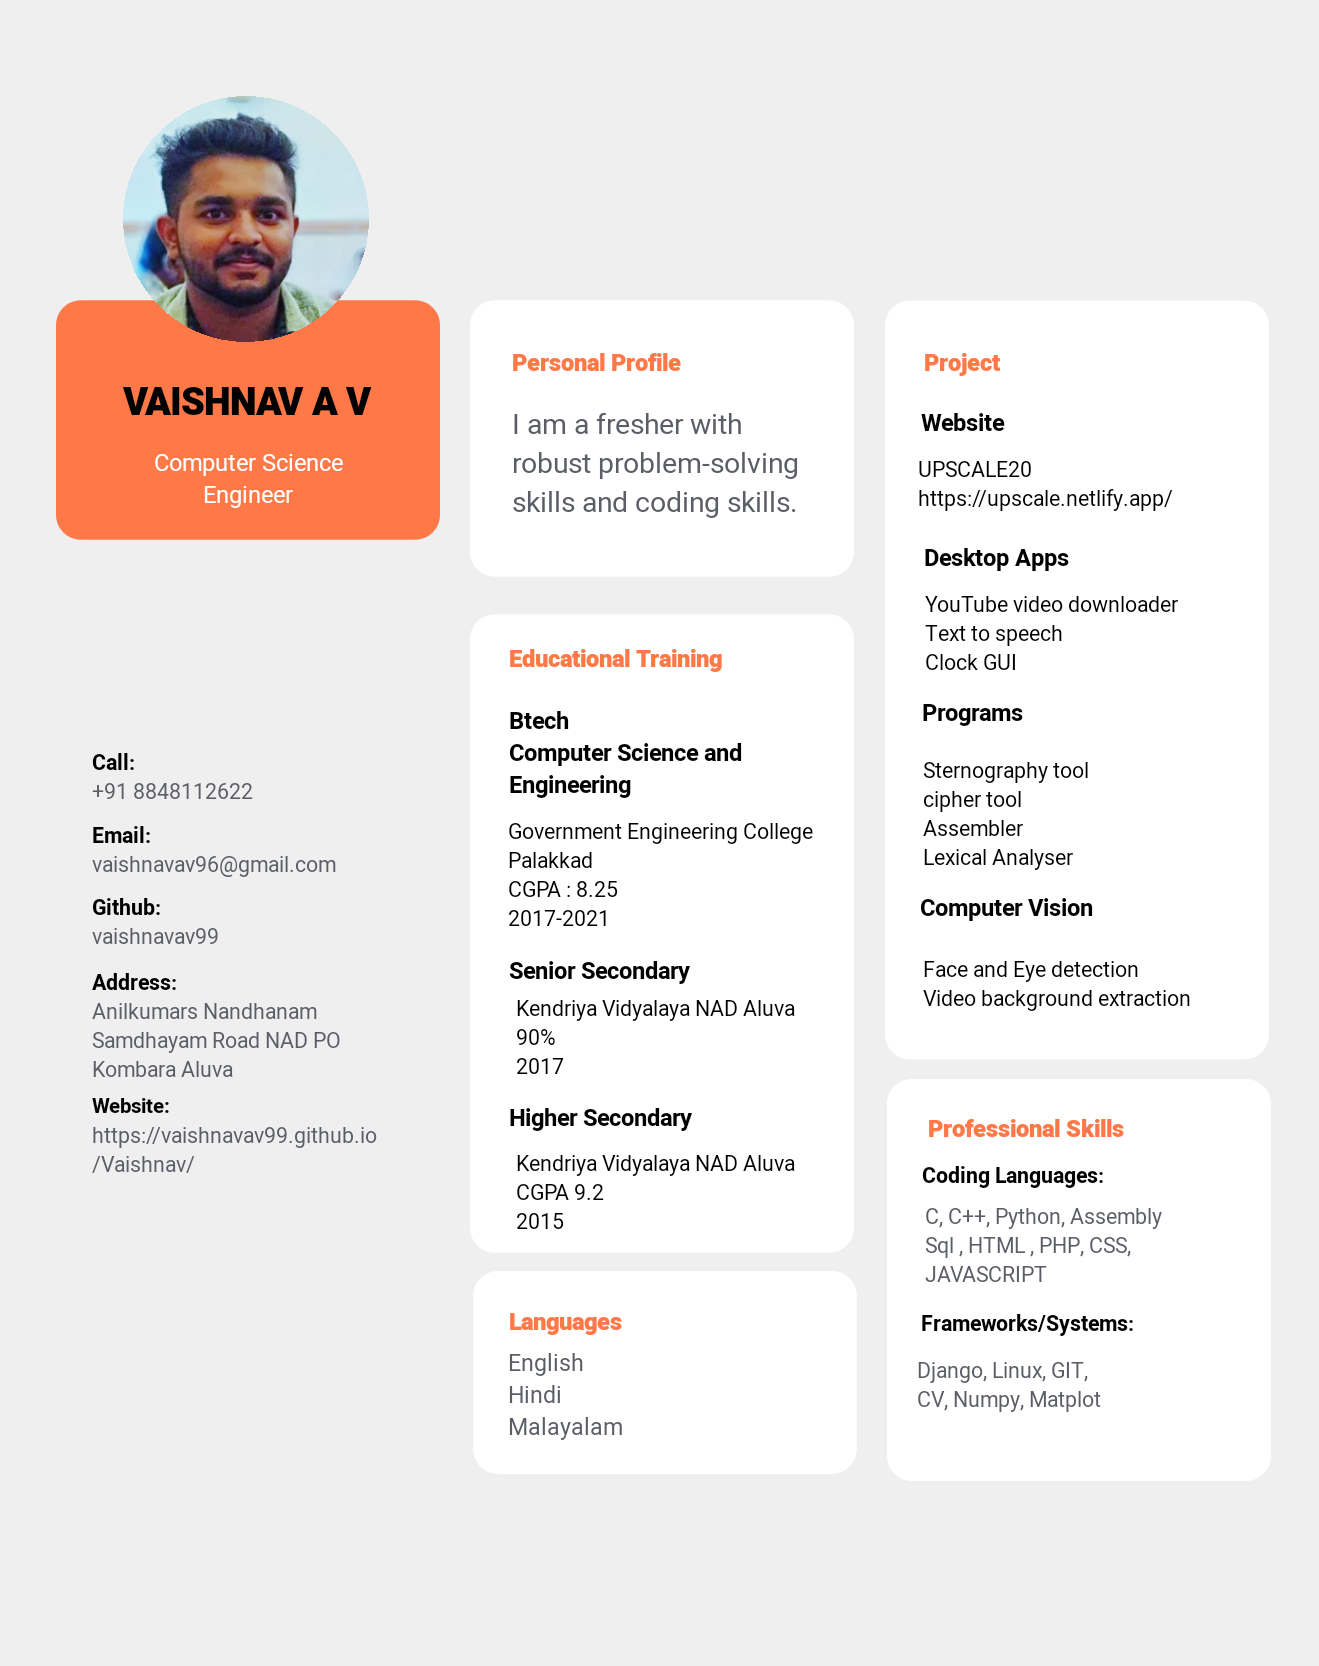 VAISHNAV A V
Computer Science
Engineer
Call:
+91 8848112622
Email:
vaishnavav96@gmail.com
Github:
vaishnavav99
Address:
Anilkumars Nandhanam
Samdhayam Road NAD PO
Kombara Aluva
Website:
https://vaishnavav99.github.io
/Vaishnav/
Personal Profile
I am a fresher with
robust problem-solving
skills and coding skills.
Educational Training
Btech
Computer Science and
Engineering
Government Engineering College
Palakkad
CGPA : 8.25
2017-2021
Senior Secondary
Kendriya Vidyalaya NAD Aluva
90%
2017
Higher Secondary
Kendriya Vidyalaya NAD Aluva
CGPA 9.2
2015
Languages
English
Hindi
Malayalam
Project
Website
UPSCALE20
https://upscale.netlify.app/
Desktop Apps
YouTube video downloader
Text to speech
Clock GUI
Programs
Sternography tool
cipher tool
Assembler
Lexical Analyser
Computer Vision
Face and Eye detection
Video background extraction
Professional Skills
Coding Languages:
C, C++, Python, Assembly
Sql , HTML , PHP, CSS,
JAVASCRIPT
Frameworks/Systems:
Django, Linux, GIT,
CV, Numpy, Matplot